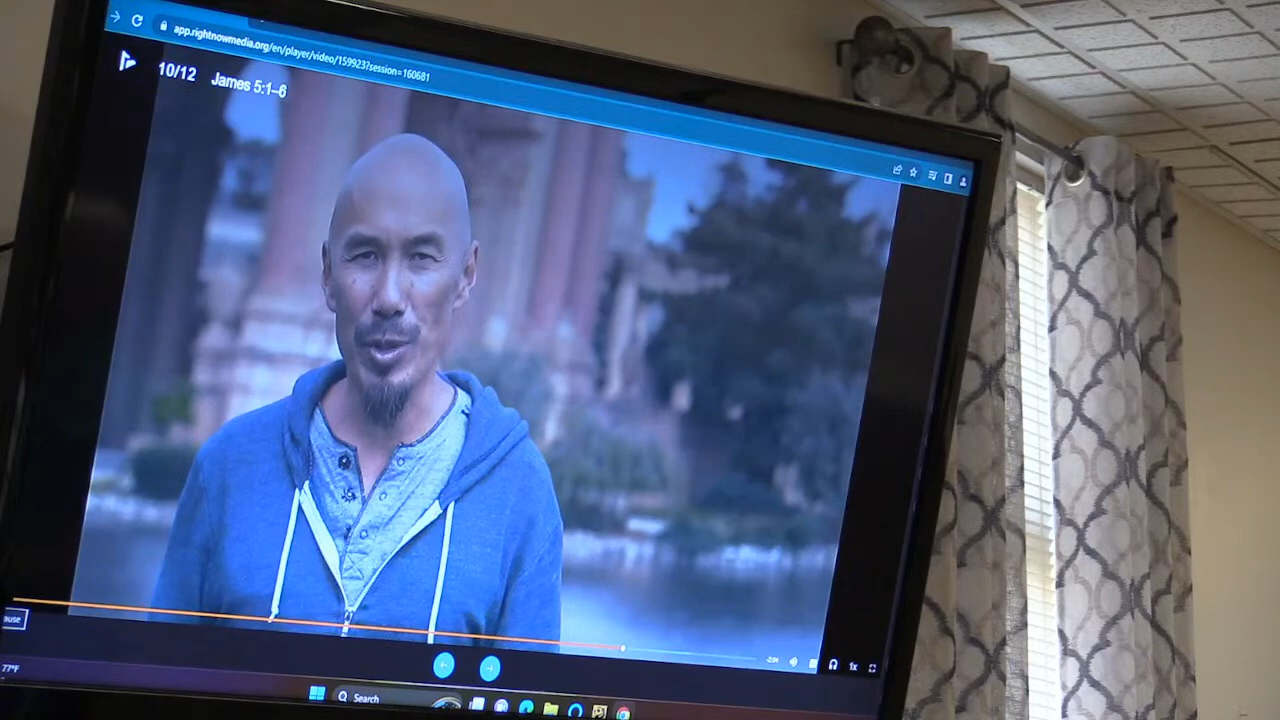 app.rightnowmedia.org/en/player/video/159923?session=160681
10/12 James 5:1–6
ause
-2:04
1x
77°F
Search